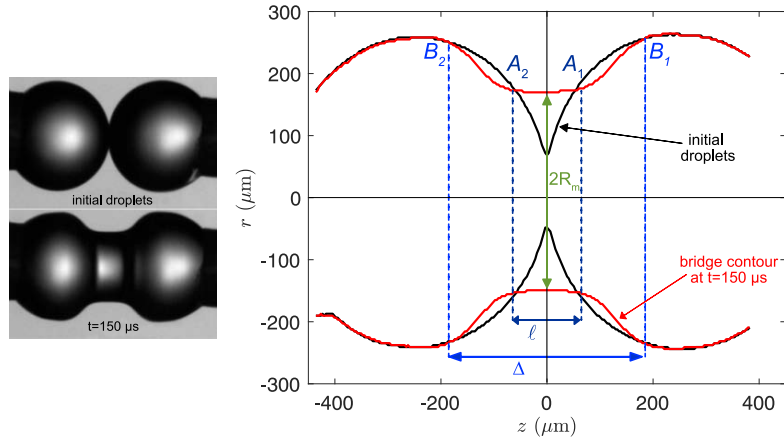 initial droplets
t=150 µs
300
200
100
0
-100
-200
-300
r (µm)
-400
-200
0
200
400
z (µm)
B₂
A₂
A₁
B₁
initial
droplets
2Rₘ
bridge contour
at t=150 µs
ℓ
Δ